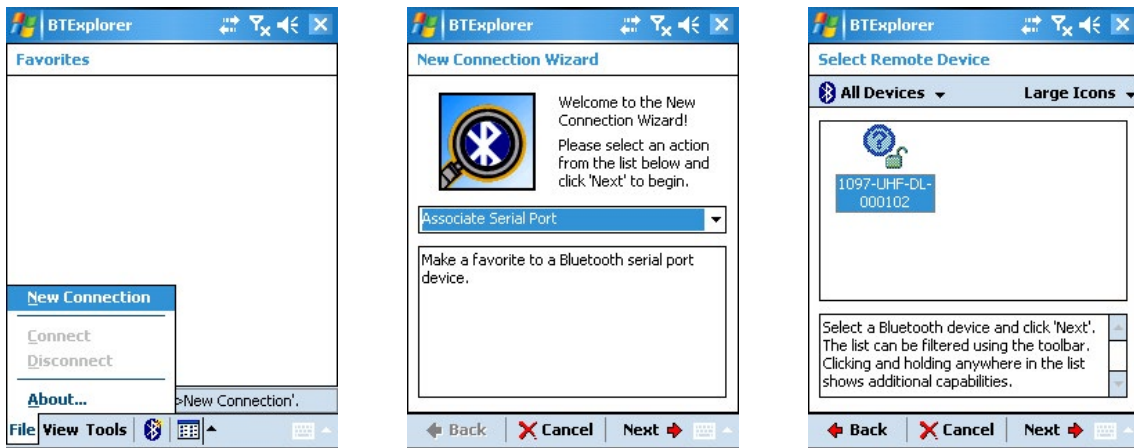 BTExplorer
Favorites
New Connection
Connect
Disconnect
About...
>New Connection'.
File View Tools
BTExplorer
New Connection Wizard
Welcome to the New
Connection Wizard!
Please select an action
from the list below and
click 'Next' to begin.
Associate Serial Port
Make a favorite to a Bluetooth serial port
device.
Back Cancel Next
BTExplorer
Select Remote Device
All Devices Large Icons
1097-UHF-DL-
000102
Select a Bluetooth device and click 'Next'.
The list can be filtered using the toolbar.
Clicking and holding anywhere in the list
shows additional capabilities.
Back Cancel Next